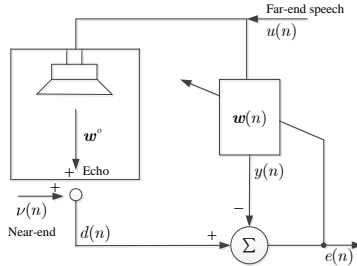 Far-end speech
u(n)
w(n)
w^o
+ Echo
+
ν(n)
y(n)
Near-end
d(n)
+
−
Σ
e(n)